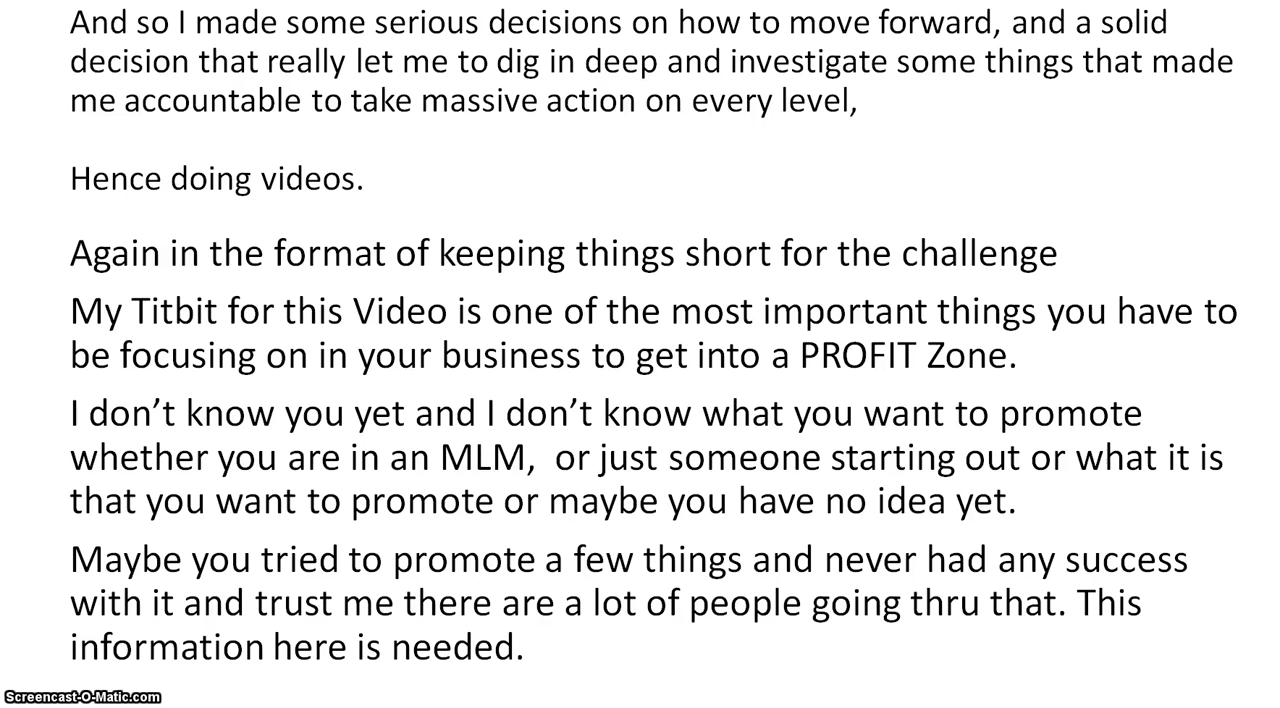 And so I made some serious decisions on how to move forward, and a solid
decision that really let me to dig in deep and investigate some things that made
me accountable to take massive action on every level,
Hence doing videos.
Again in the format of keeping things short for the challenge
My Titbit for this Video is one of the most important things you have to
be focusing on in your business to get into a PROFIT Zone.
I don’t know you yet and I don’t know what you want to promote
whether you are in an MLM,  or just someone starting out or what it is
that you want to promote or maybe you have no idea yet.
Maybe you tried to promote a few things and never had any success
with it and trust me there are a lot of people going thru that. This
information here is needed.
Screencast-O-Matic.com